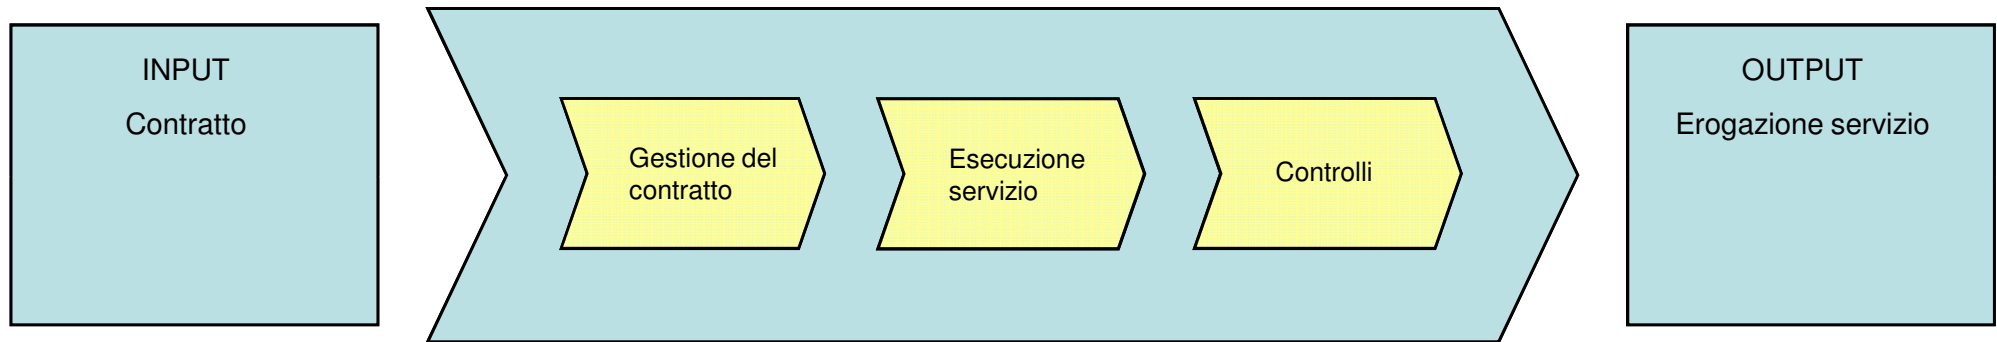 INPUT
Contratto
Gestione del
contratto
Esecuzione
servizio
Controlli
OUTPUT
Erogazione servizio